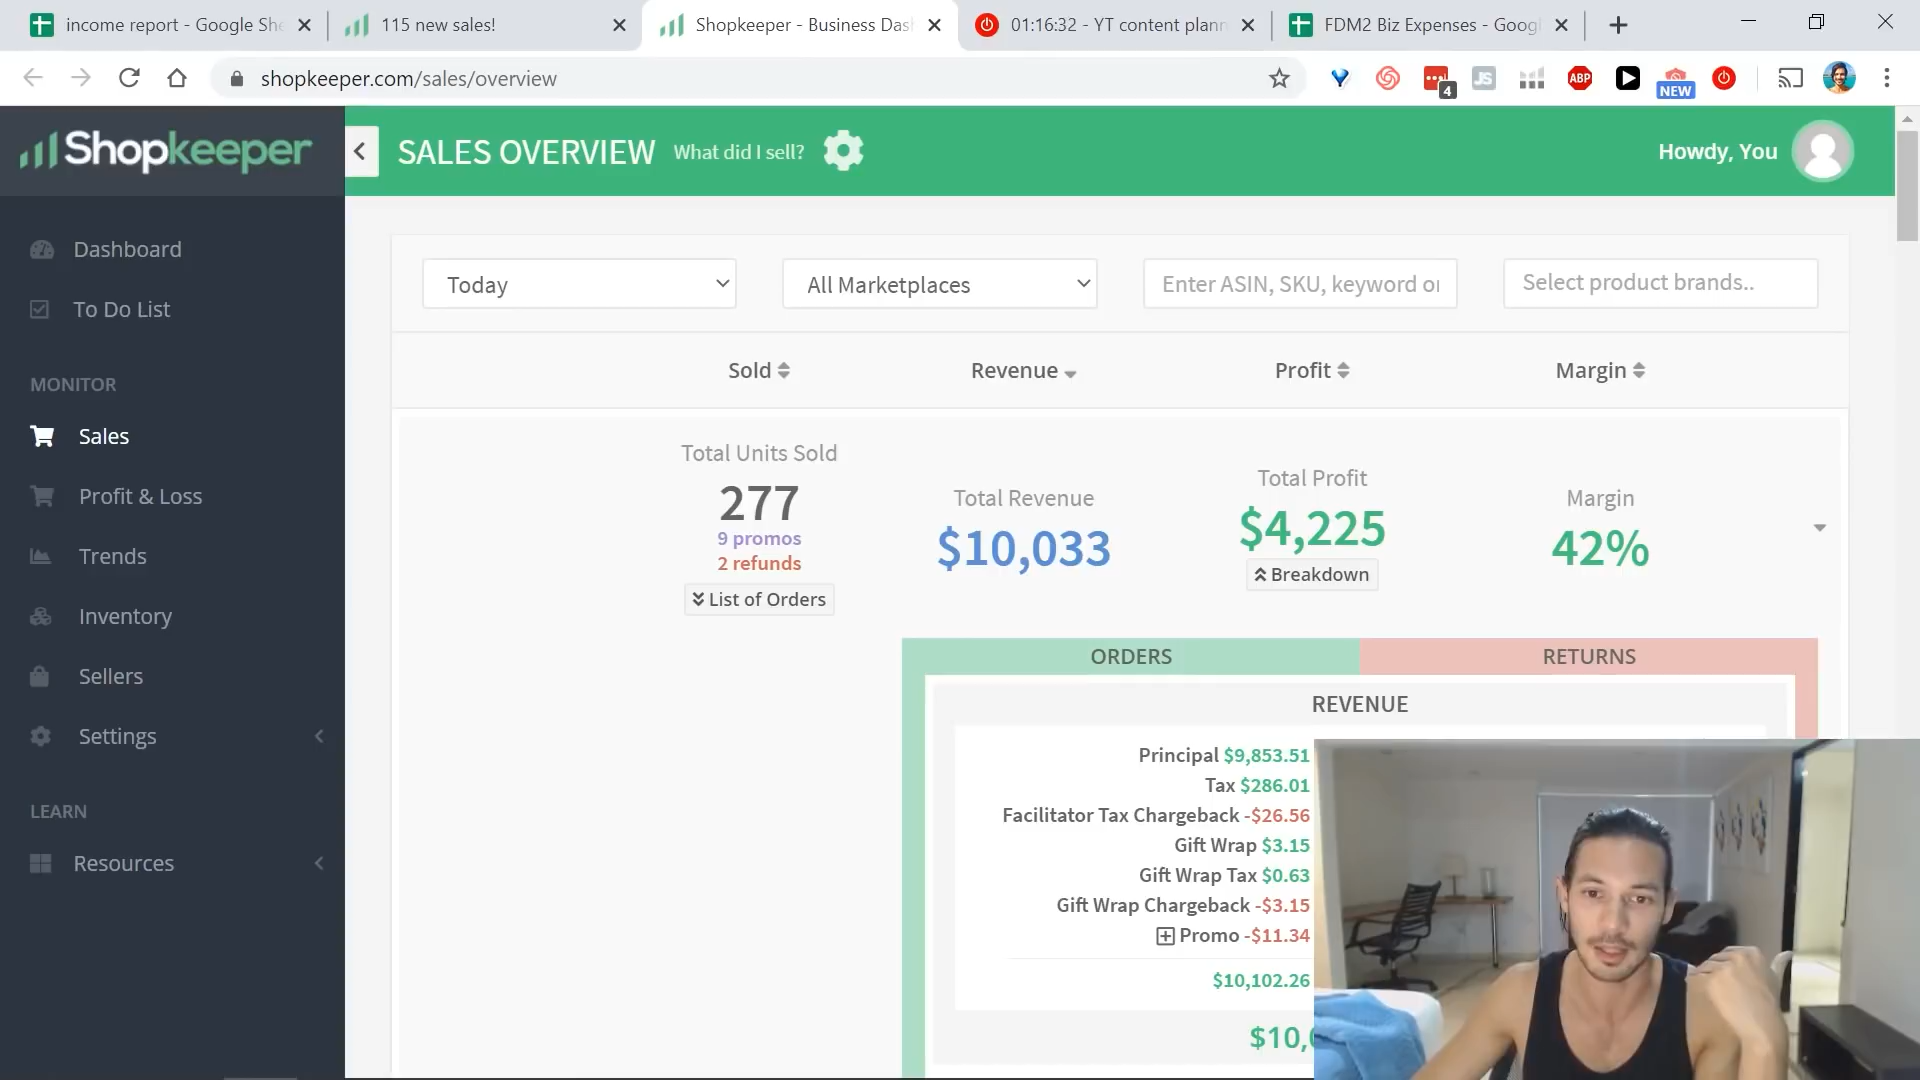 income report - Google She
115 new sales!
Shopkeeper - Business Das
01:16:32 - YT content plann
FDM2 Biz Expenses - Googl
shopkeeper.com/sales/overview
4
JS
ABP
NEW
Shopkeeper
SALES OVERVIEW
What did I sell?
Howdy, You
Dashboard
To Do List
MONITOR
Sales
Profit & Loss
Trends
Inventory
Sellers
Settings
LEARN
Resources
Today
All Marketplaces
Enter ASIN, SKU, keyword or
Select product brands..
Sold
Revenue
Profit
Margin
Total Units Sold
277
9 promos
2 refunds
List of Orders
Total Revenue
$10,033
Total Profit
$4,225
Breakdown
Margin
42%
ORDERS
RETURNS
REVENUE
Principal $9,853.51
Tax $286.01
Facilitator Tax Chargeback -$26.56
Gift Wrap $3.15
Gift Wrap Tax $0.63
Gift Wrap Chargeback -$3.15
Promo -$11.34
$10,102.26